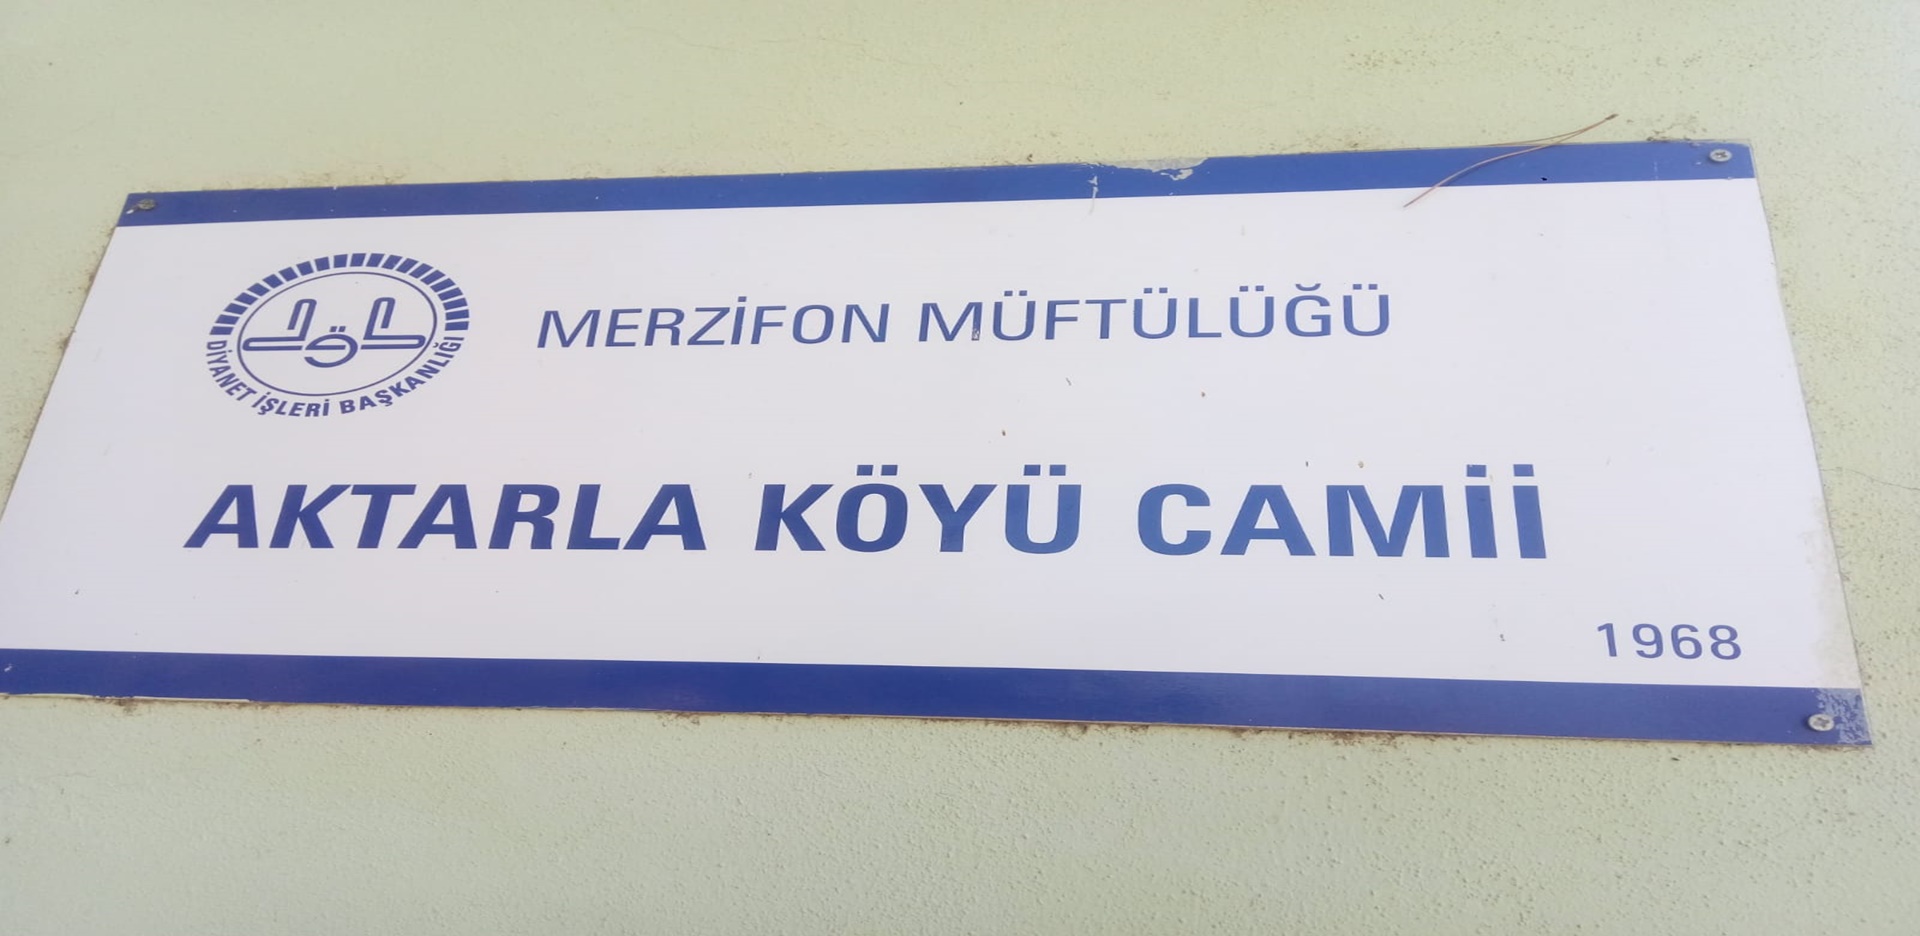 MERZİFON MÜFTÜLÜĞÜ
DİYANET İŞLERİ BAŞKANLIĞI
AKTARLA KÖYÜ CAMİİ
1968